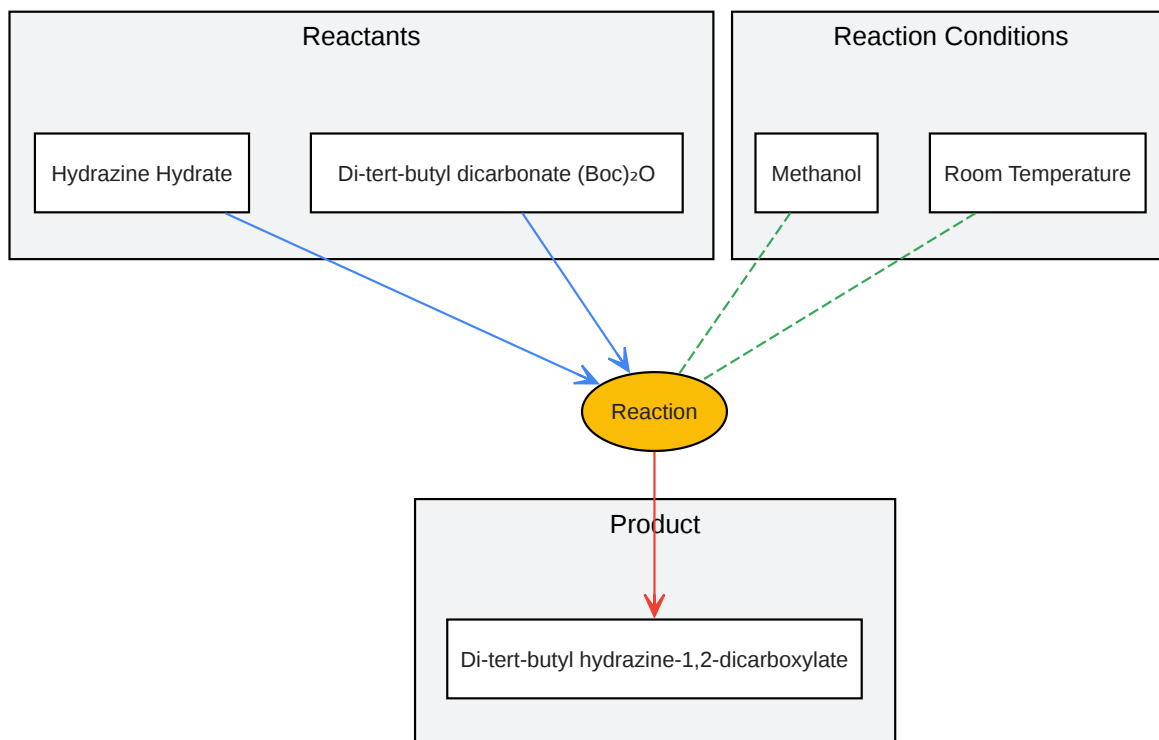 Reactants
Reaction Conditions
Hydrazine Hydrate
Di-tert-butyl dicarbonate (Boc)₂O
Methanol
Room Temperature
Reaction
Product
Di-tert-butyl hydrazine-1,2-dicarboxylate